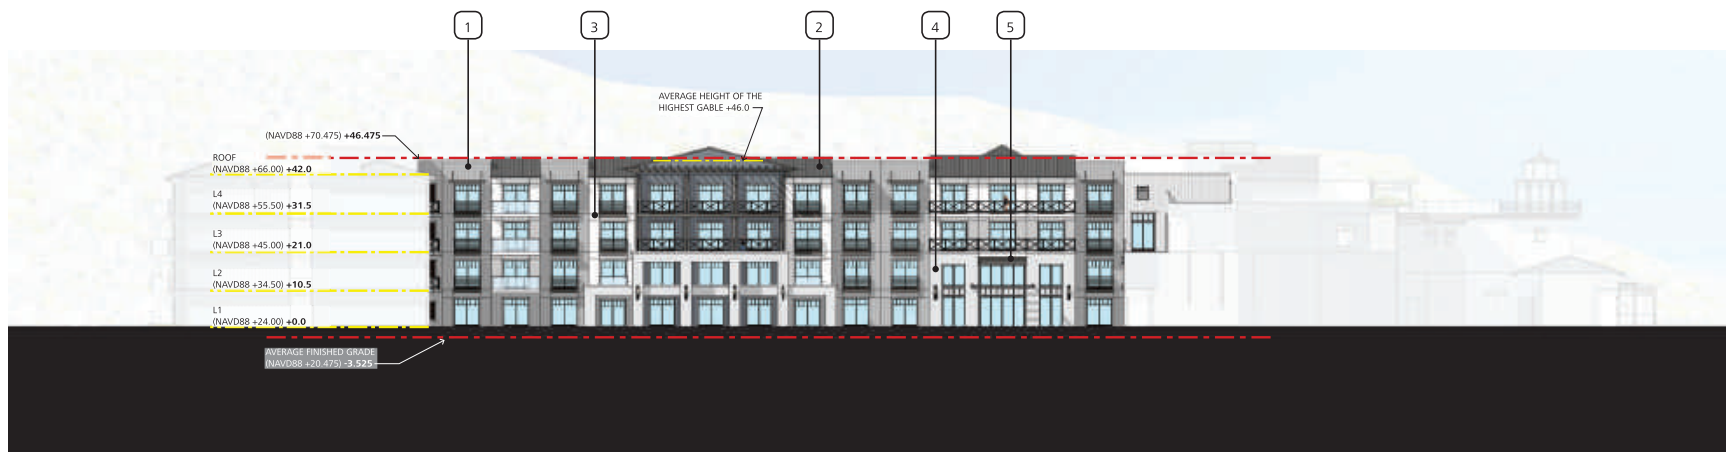 1
3
2
4
5
AVERAGE HEIGHT OF THE
HIGHEST GABLE +46.0
(NAVD88 +70.475) +46.475
ROOF
(NAVD88 +66.00) +42.0
L4
(NAVD88 +55.50) +31.5
L3
(NAVD88 +45.00) +21.0
L2
(NAVD88 +34.50) +10.5
L1
(NAVD88 +24.00) +0.0
AVERAGE FINISHED GRADE
(NAVD88 +20.475) -3.525